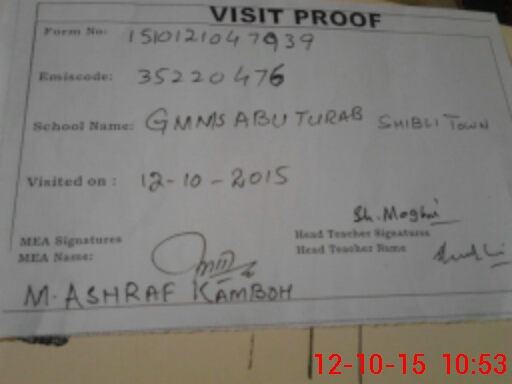 VISIT PROOF
Form No: 1510121047939
Emiscode: 35220476
School Name: GMMS ABU TURAB SHIBLI TOWN
Visited on : 12-10-2015
Sh. Moghi
MEA Signatures Head Teacher Signatures
MEA Name: Head Teacher Name
M. ASHRAF KAMBOH
12-10-15 10:53